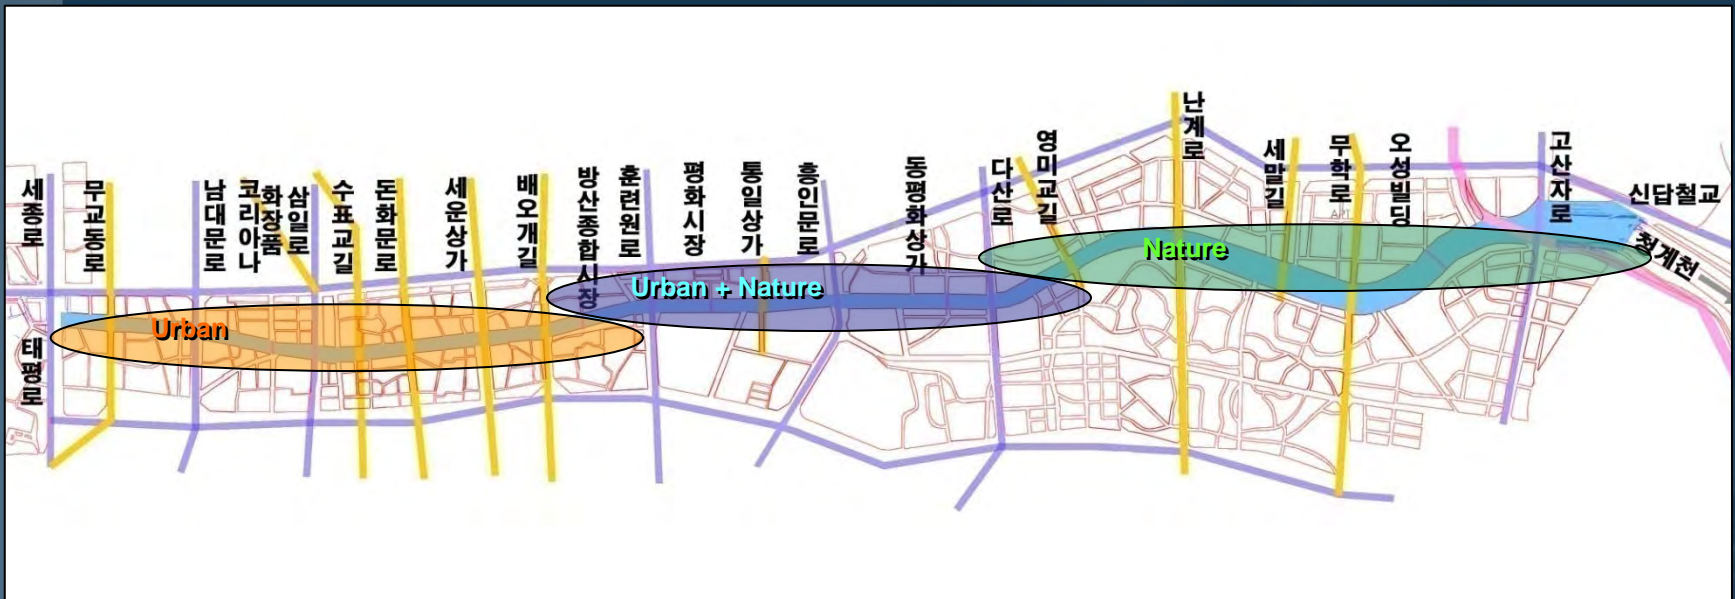 세종로
태평로
무교동로
남대문로
코리아나
화장품
삼일로
수표교길
돈화문로
세운상가
배오개길
방산종합시장
훈련원로
평화시장
통일상가
흥인문로
동평화상가
다산로
영미교길
난계로
세말길
무학로
오성빌딩
고산자로
신답철교
청계천
Urban
Urban + Nature
Nature
APT